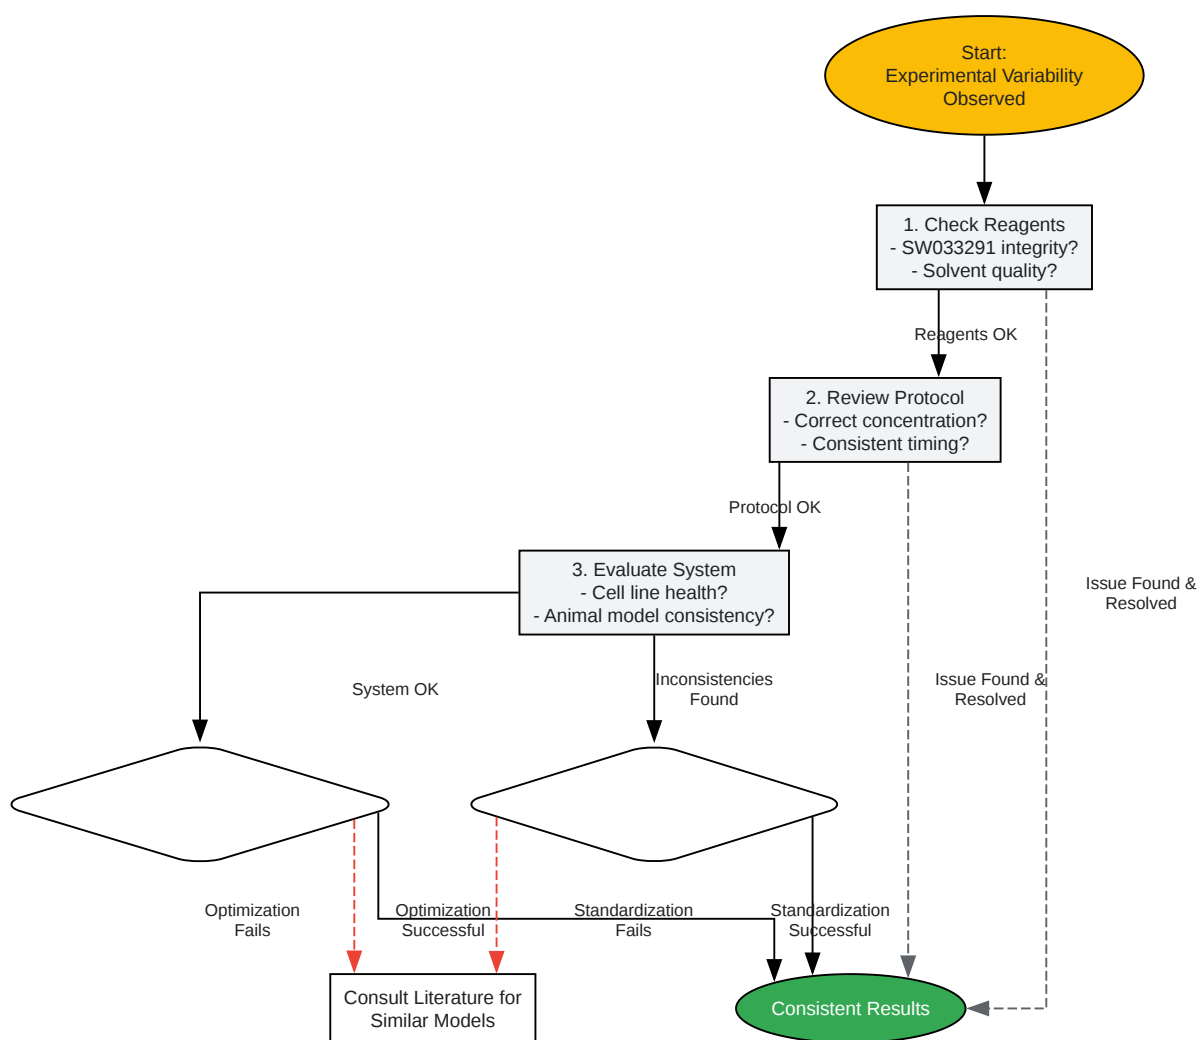 Start:
Experimental Variability
Observed
1. Check Reagents
- SW033291 integrity?
- Solvent quality?
Reagents OK
2. Review Protocol
- Correct concentration?
- Consistent timing?
Protocol OK
3. Evaluate System
- Cell line health?
- Animal model consistency?
Issue Found &
Resolved
System OK
Inconsistencies
Found
Issue Found &
Resolved
Optimization
Fails
Optimization
Successful
Standardization
Fails
Standardization
Successful
Consult Literature for
Similar Models
Consistent Results